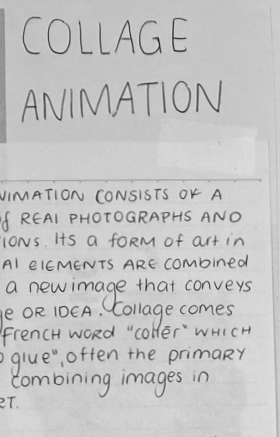 COLLAGE
ANIMATION
NIMATION CONSISTS OF A
of REAl PHOTOGRAPHS AND
IONS. Its a FORM of art in
Al ElEMENTS ARE COMBINED
a new image that conveys
e OR IDEA. Collage comes
FRENCH WORD "coller" WHICH
glue", often the primary
combining images in
ET.